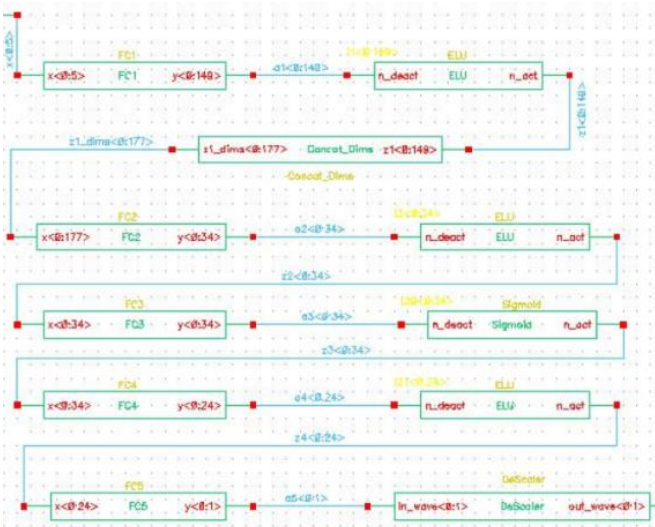 x<0:5>
FC1
x<0:5> FC1 y<0:149>
a1<0:149>
ELU
n_deact ELU n_act
z1<0:149>
z1_dims<0:177>
z1_dims<0:177> Concat_Dims z1<0:149>
Concat_Dims
FC2
x<0:177> FC2 y<0:34>
a2<0:34>
ELU
n_deact ELU n_act
z2<0:34>
FC3
x<0:34> FC3 y<0:34>
a3<0:34>
Sigmoid
n_deact Sigmoid n_act
z3<0:34>
FC4
x<0:34> FC4 y<0:24>
a4<0:24>
ELU
n_deact ELU n_act
z4<0:24>
FC5
x<0:24> FC5 y<0:1>
a5<0:1>
DeScaler
in_wave<0:1> DeScaler out_wave<0:1>